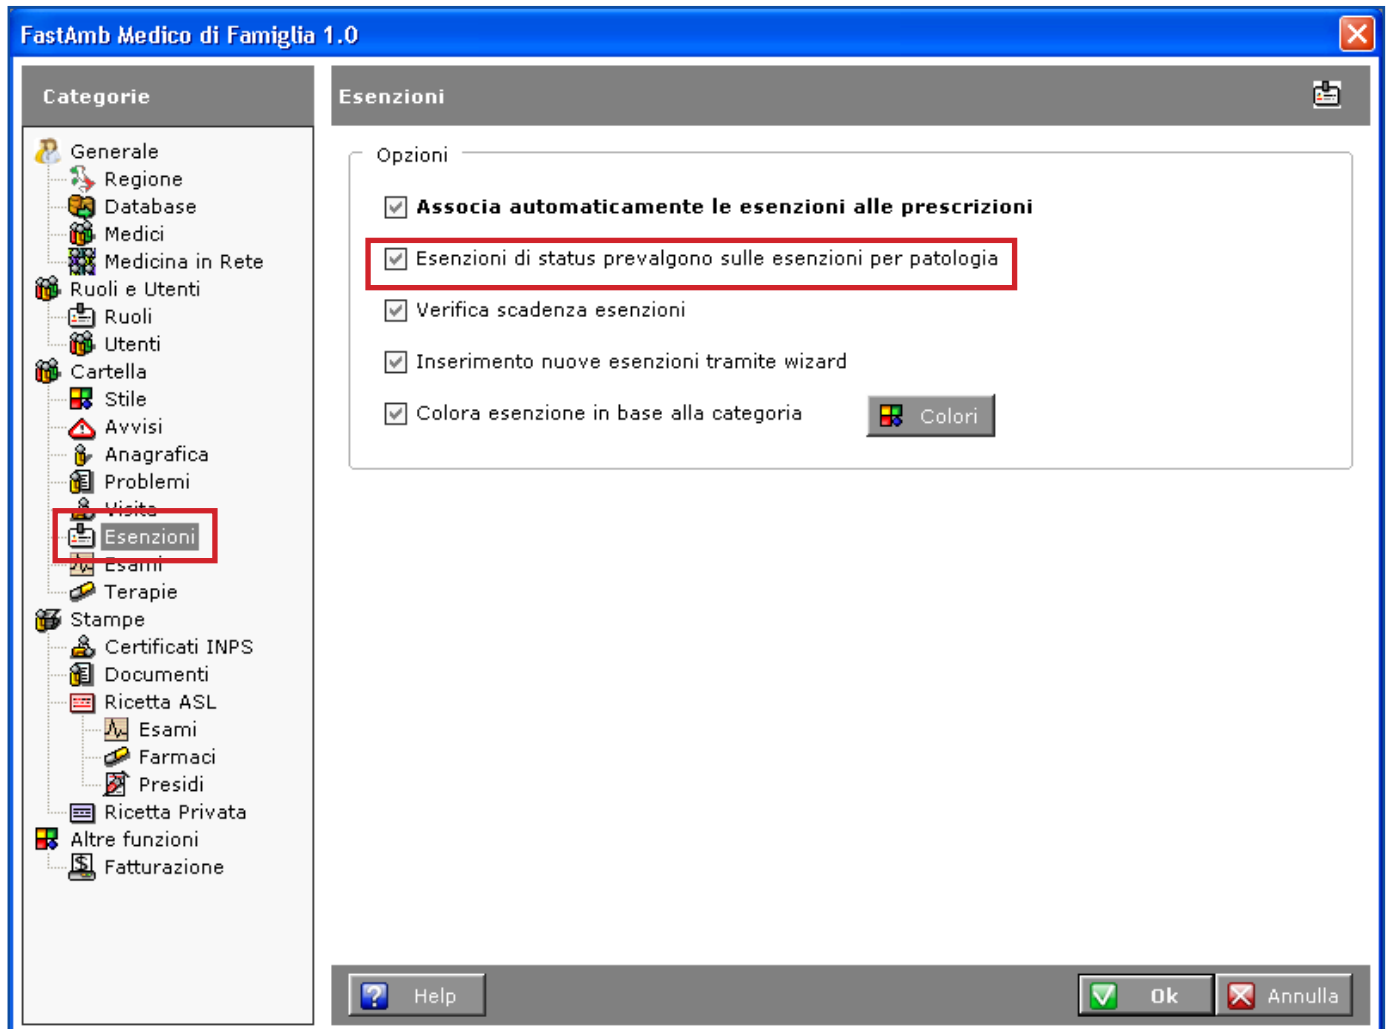 FastAmb Medico di Famiglia 1.0
Categorie
Generale
Regione
Database
Medici
Medicina in Rete
Ruoli e Utenti
Ruoli
Utenti
Cartella
Stile
Avvisi
Anagrafica
Problemi
Visita
Esenzioni
Esami
Terapie
Stampe
Certificati INPS
Documenti
Ricetta ASL
Esami
Farmaci
Presidi
Ricetta Privata
Altre funzioni
Fatturazione
Esenzioni
Opzioni
Associa automaticamente le esenzioni alle prescrizioni
Esenzioni di status prevalgono sulle esenzioni per patologia
Verifica scadenza esenzioni
Inserimento nuove esenzioni tramite wizard
Colora esenzione in base alla categoria
Colori
Help
Ok
Annulla